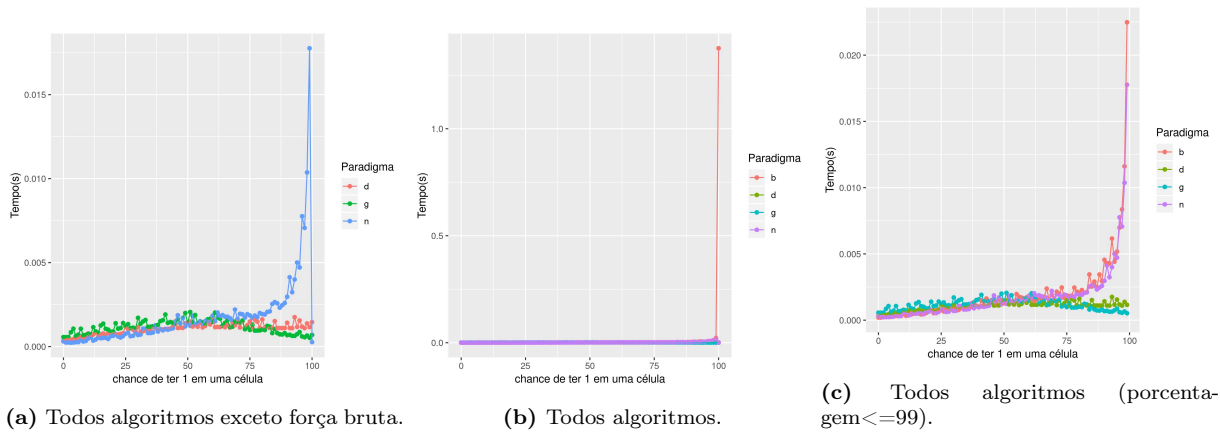 0.015
0.010
0.005
0.000
Tempo(s)
0
25
50
75
100
chance de ter 1 em uma célula
Paradigma
d
g
n
(a) Todos algoritmos exceto força bruta.
1.0
0.5
0.0
Tempo(s)
0
25
50
75
100
chance de ter 1 em uma célula
Paradigma
b
d
g
n
(b) Todos algoritmos.
0.020
0.015
0.010
0.005
0.000
Tempo(s)
0
25
50
75
100
chance de ter 1 em uma célula
Paradigma
b
d
g
n
(c) Todos algoritmos (porcenta-
gem<=99).